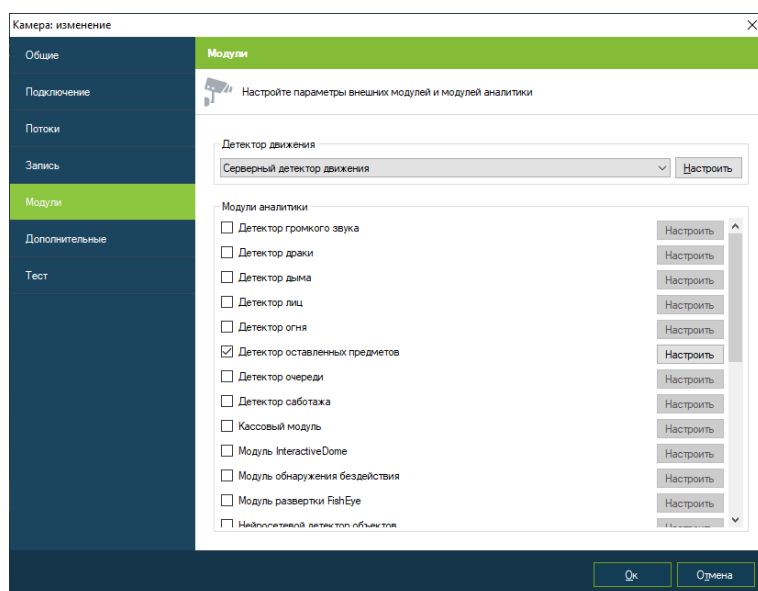 Камера: изменение
Общие
Подключение
Потоки
Запись
Модули
Дополнительные
Тест
Модули
Настройте параметры внешних модулей и модулей аналитики
Детектор движения
Серверный детектор движения Настроить
Модули аналитики
Детектор громкого звука Настроить
Детектор драки Настроить
Детектор дыма Настроить
Детектор лиц Настроить
Детектор огня Настроить
Детектор оставленных предметов Настроить
Детектор очереди Настроить
Детектор саботажа Настроить
Кассовый модуль Настроить
Модуль InteractiveDome Настроить
Модуль обнаружения бездействия Настроить
Модуль развертки FishEye Настроить
Нейросетевой детектор объектов
Ок Отмена